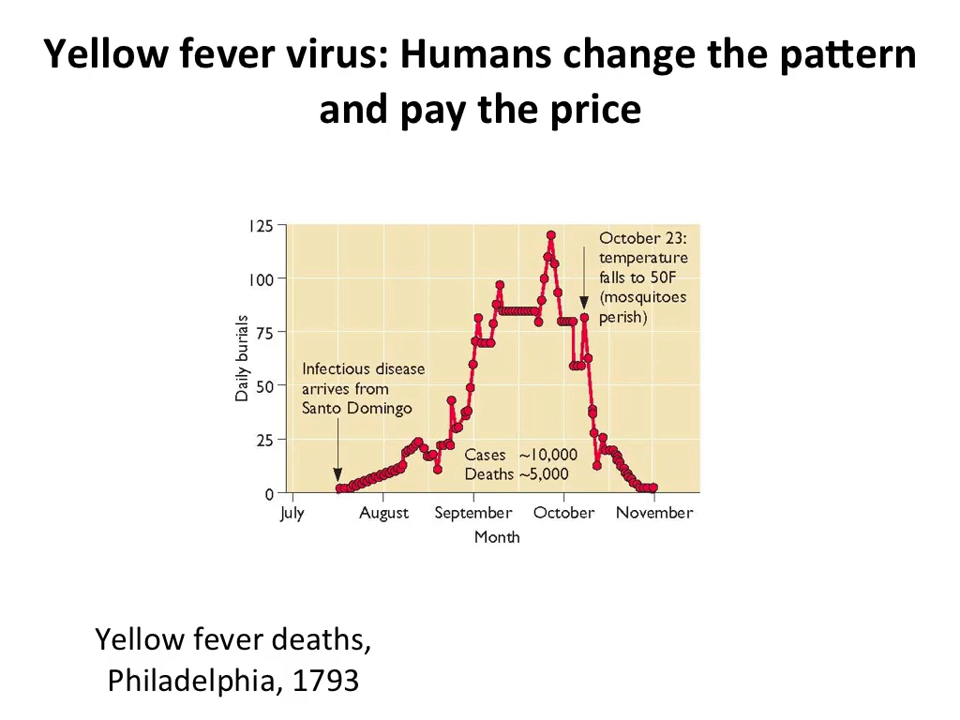 Yellow fever virus: Humans change the pattern
and pay the price
125
100
75
50
25
0
Daily burials
Infectious disease
arrives from
Santo Domingo
October 23:
temperature
falls to 50F
(mosquitoes
perish)
Cases ~10,000
Deaths ~5,000
July August September October November
Month
Yellow fever deaths,
Philadelphia, 1793